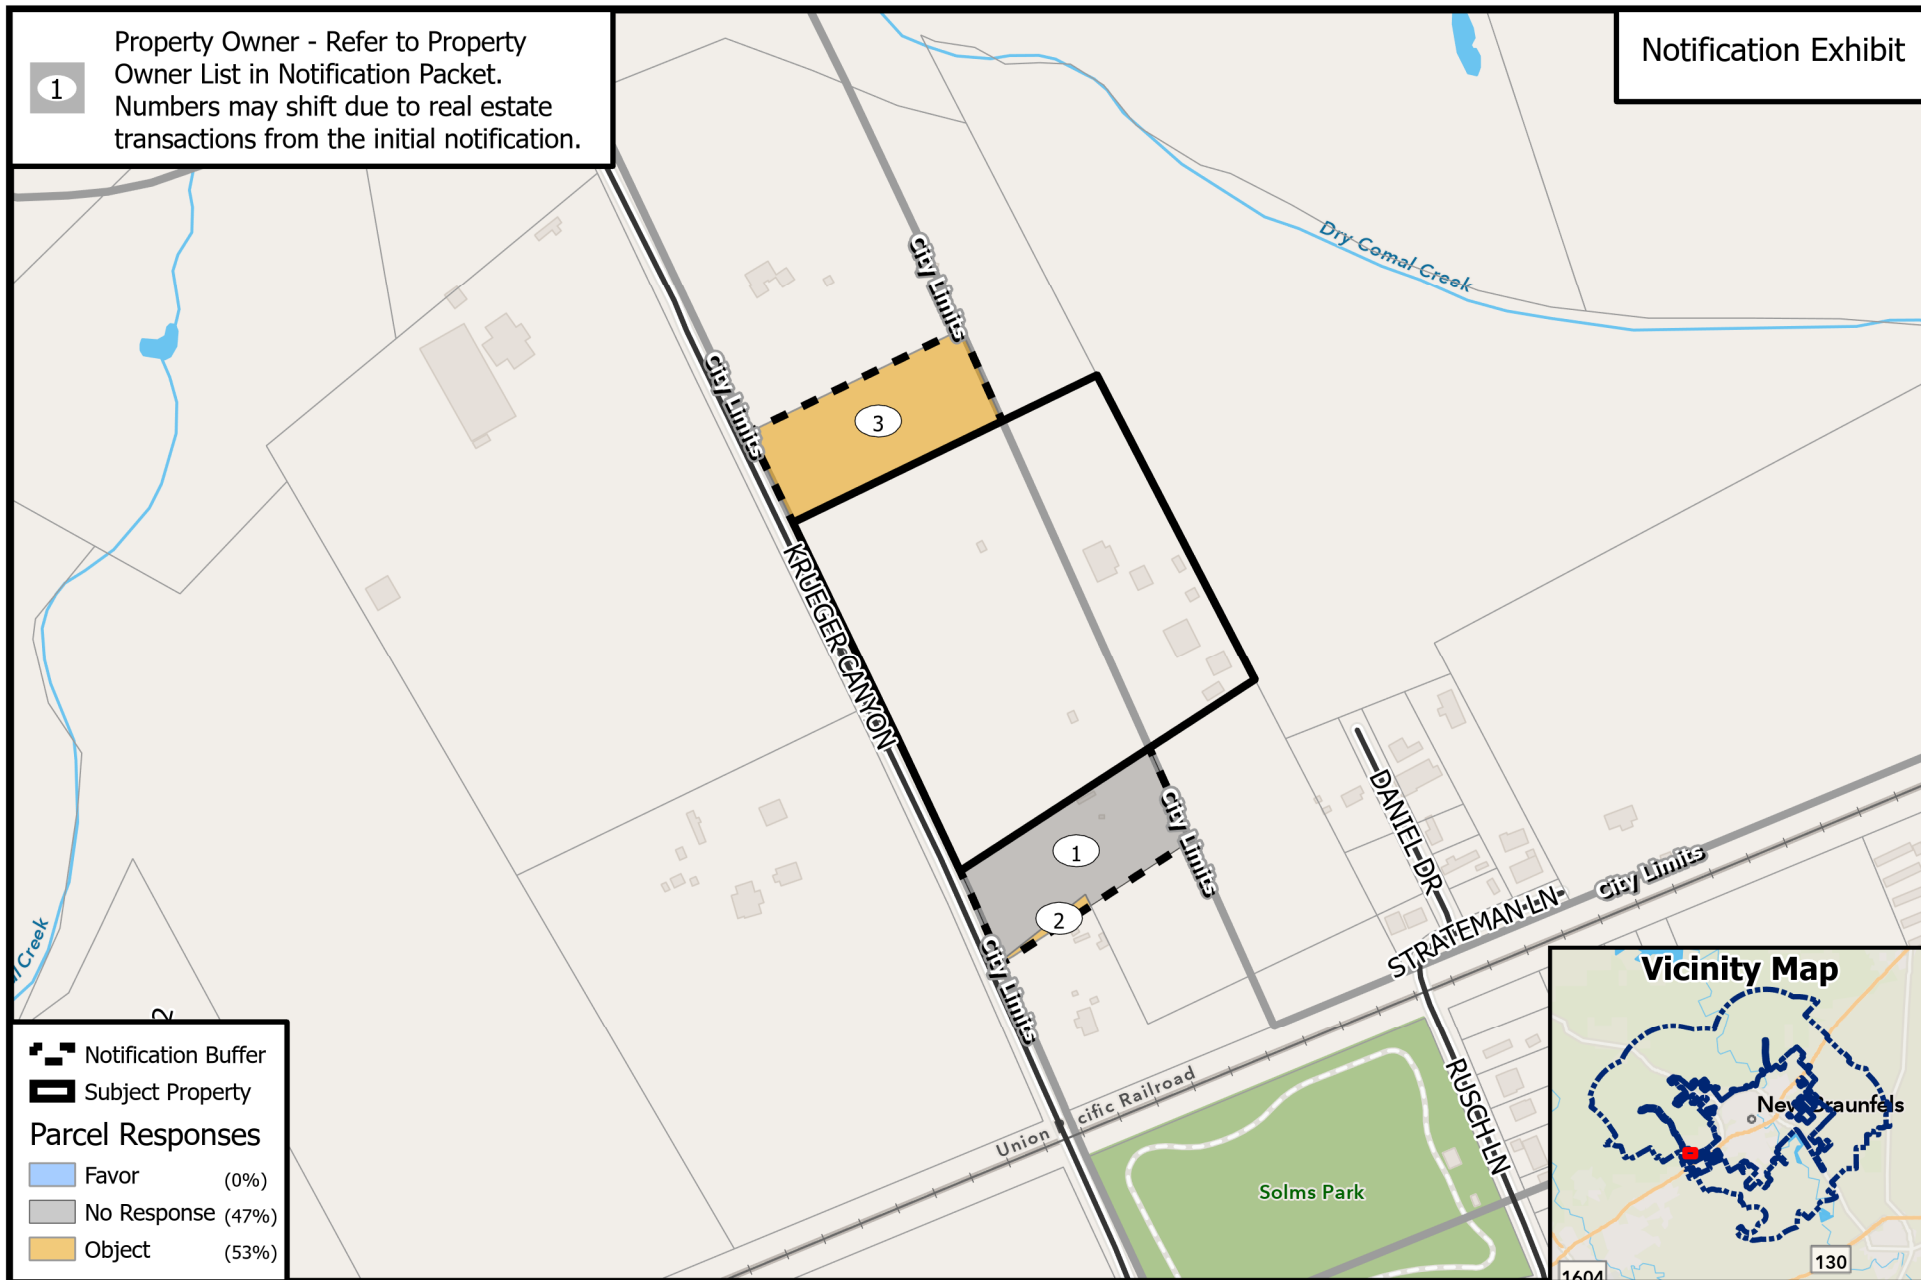 1
Property Owner - Refer to Property
Owner List in Notification Packet.
Numbers may shift due to real estate
transactions from the initial notification.
Notification Exhibit
Dry Comal Creek
City Limits
City Limits
3
KRUEGER CANYON
1
2
City Limits
City Limits
DANIEL DR
STRATEMAN LN
City Limits
Creek
2
Union
cific Railroad
RUSCH LN
Solms Park
Notification Buffer
Subject Property
Parcel Responses
Favor (0%)
No Response (47%)
Object (53%)
Vicinity Map
New Braunfels
130
1604